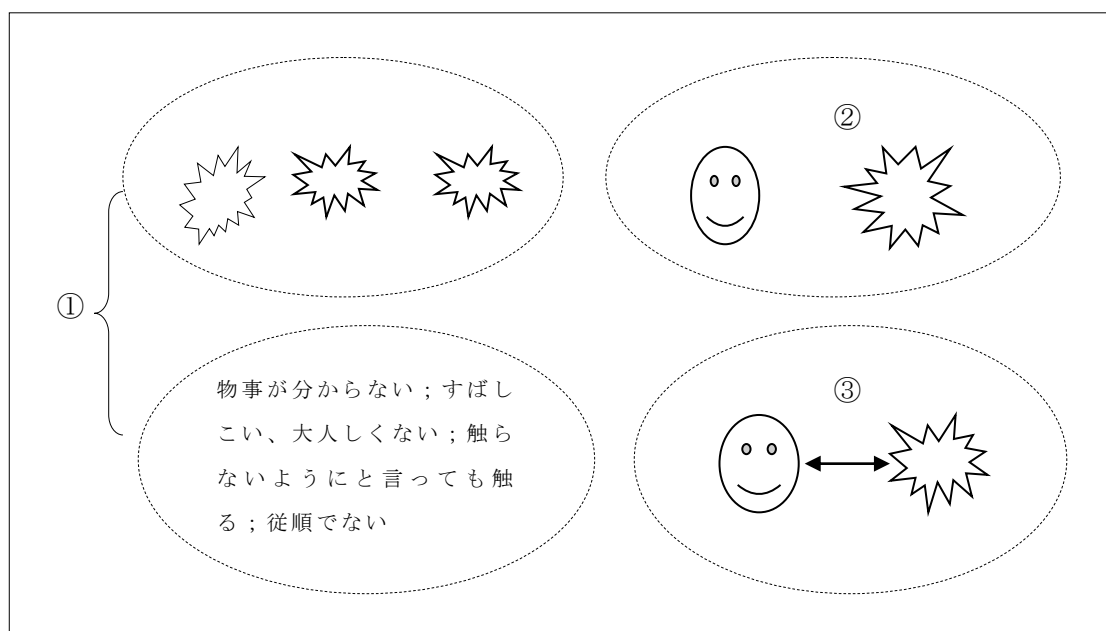 ②
①
物事が分からない；すばし
こい、大人しくない；触ら
ないようにと言っても触
る；従順でない
③